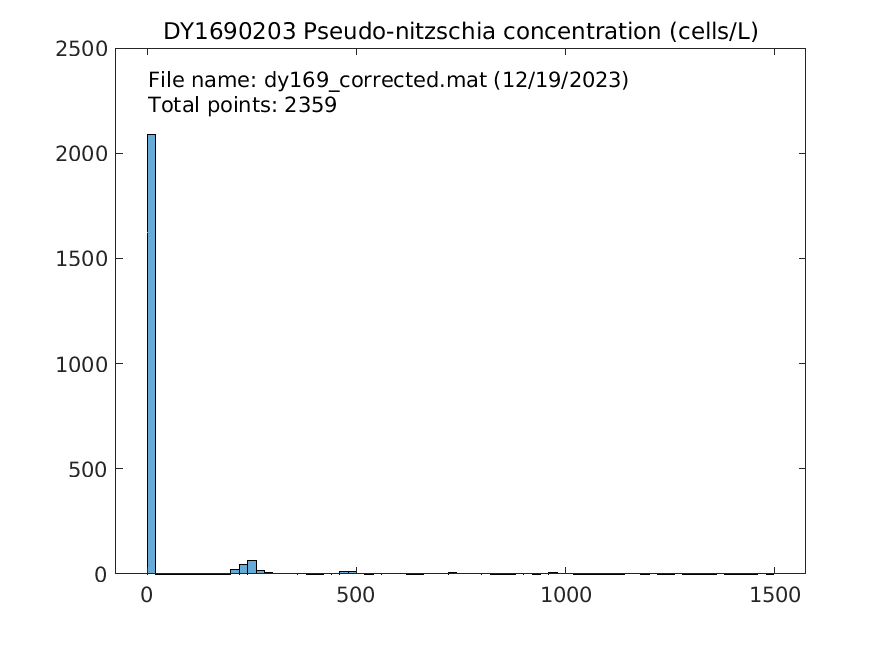 DY1690203 Pseudo-nitzschia concentration (cells/L)
2500
File name: dy169_corrected.mat (12/19/2023)
Total points: 2359
2000
1500
1000
500
0
0 500 1000 1500